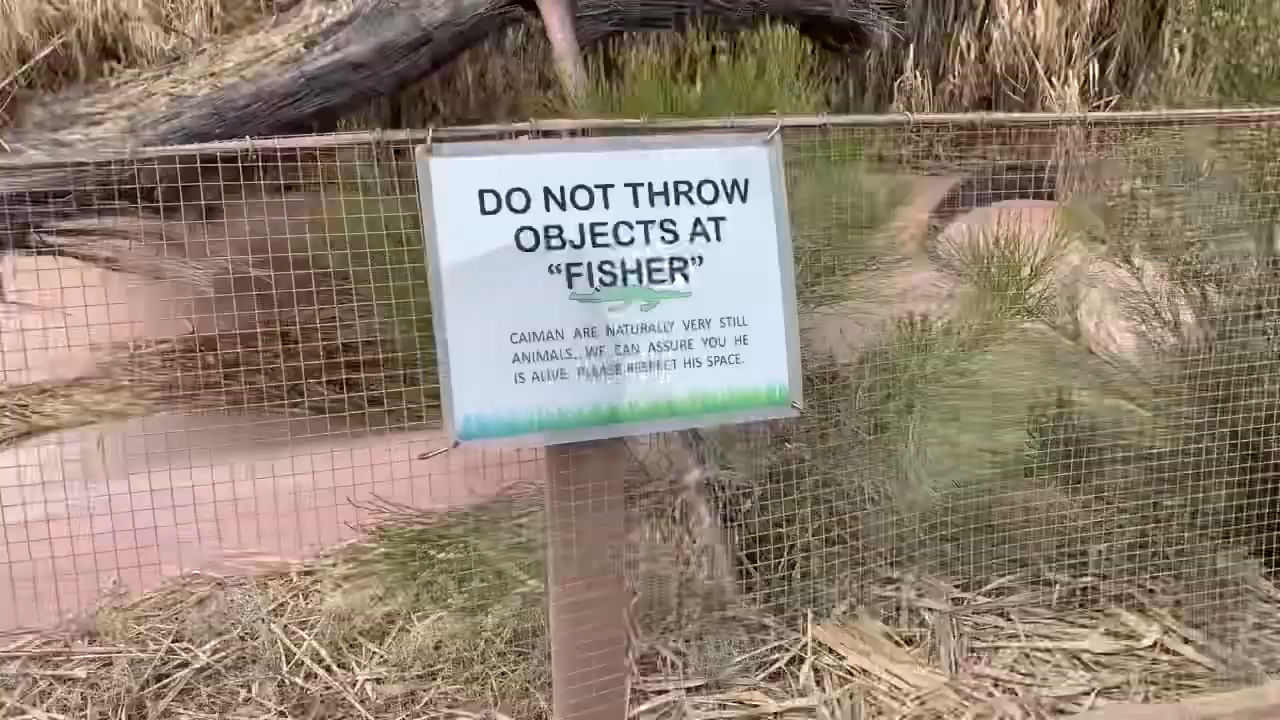 DO NOT THROW
OBJECTS AT
“FISHER”
CAIMAN ARE NATURALLY VERY STILL
ANIMALS. WE CAN ASSURE YOU HE
IS ALIVE. PLEASE RESPECT HIS SPACE.